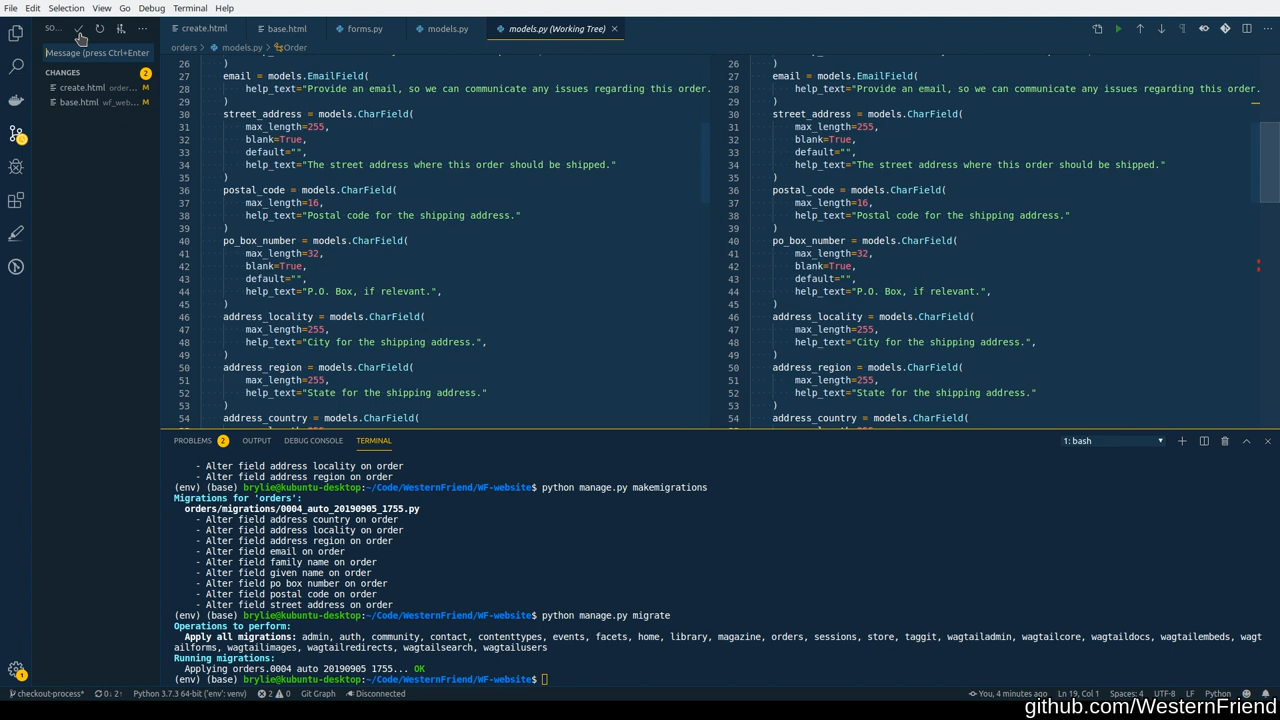 File Edit Selection View Go Debug Terminal Help
SO...
create.html
base.html
forms.py
models.py
models.py (Working Tree)
orders > models.py > Order
Message (press Ctrl+Enter
CHANGES 2
create.html order... M
base.html wf_web... M
26 )
27 email = models.EmailField(
28 help_text="Provide an email, so we can communicate any issues regarding this order.
29 )
30 street_address = models.CharField(
31 max_length=255,
32 blank=True,
33 default="",
34 help_text="The street address where this order should be shipped."
35 )
36 postal_code = models.CharField(
37 max_length=16,
38 help_text="Postal code for the shipping address."
39 )
40 po_box_number = models.CharField(
41 max_length=32,
42 blank=True,
43 default="",
44 help_text="P.O. Box, if relevant.",
45 )
46 address_locality = models.CharField(
47 max_length=255,
48 help_text="City for the shipping address.",
49 )
50 address_region = models.CharField(
51 max_length=255,
52 help_text="State for the shipping address."
53 )
54 address_country = models.CharField(
26 )
27 email = models.EmailField(
28 help_text="Provide an email, so we can communicate any issues regarding this order.
29 )
30 street_address = models.CharField(
31 max_length=255,
32 blank=True,
33 default="",
34 help_text="The street address where this order should be shipped."
35 )
36 postal_code = models.CharField(
37 max_length=16,
38 help_text="Postal code for the shipping address."
39 )
40 po_box_number = models.CharField(
41 max_length=32,
42 blank=True,
43 default="",
44 help_text="P.O. Box, if relevant.",
45 )
46 address_locality = models.CharField(
47 max_length=255,
48 help_text="City for the shipping address.",
49 )
50 address_region = models.CharField(
51 max_length=255,
52 help_text="State for the shipping address."
53 )
54 address_country = models.CharField(
PROBLEMS 2 OUTPUT DEBUG CONSOLE TERMINAL 1: bash
- Alter field address locality on order
- Alter field address region on order
(env) (base) brylie@kubuntu-desktop:~/Code/WesternFriend/WF-website$ python manage.py makemigrations
Migrations for 'orders':
orders/migrations/0004_auto_20190905_1755.py
- Alter field address country on order
- Alter field address locality on order
- Alter field address region on order
- Alter field email on order
- Alter field family name on order
- Alter field given name on order
- Alter field po box number on order
- Alter field postal code on order
- Alter field street address on order
(env) (base) brylie@kubuntu-desktop:~/Code/WesternFriend/WF-website$ python manage.py migrate
Operations to perform:
Apply all migrations: admin, auth, community, contact, contenttypes, events, facets, home, library, magazine, orders, sessions, store, taggit, wagtailadmin, wagtailcore, wagtaildocs, wagtailembeds, wagt
ailforms, wagtailimages, wagtailredirects, wagtailsearch, wagtailusers
Running migrations:
Applying orders.0004 auto 20190905 1755... OK
(env) (base) brylie@kubuntu-desktop:~/Code/WesternFriend/WF-website$
1
checkout-process* 0↓ 2↑ Python 3.7.3 64-bit ('env': venv) 2 0 Git Graph Disconnected You, 4 minutes ago Ln 19, Col 1 Spaces: 4 UTF-8 LF Python
github.com/WesternFriend